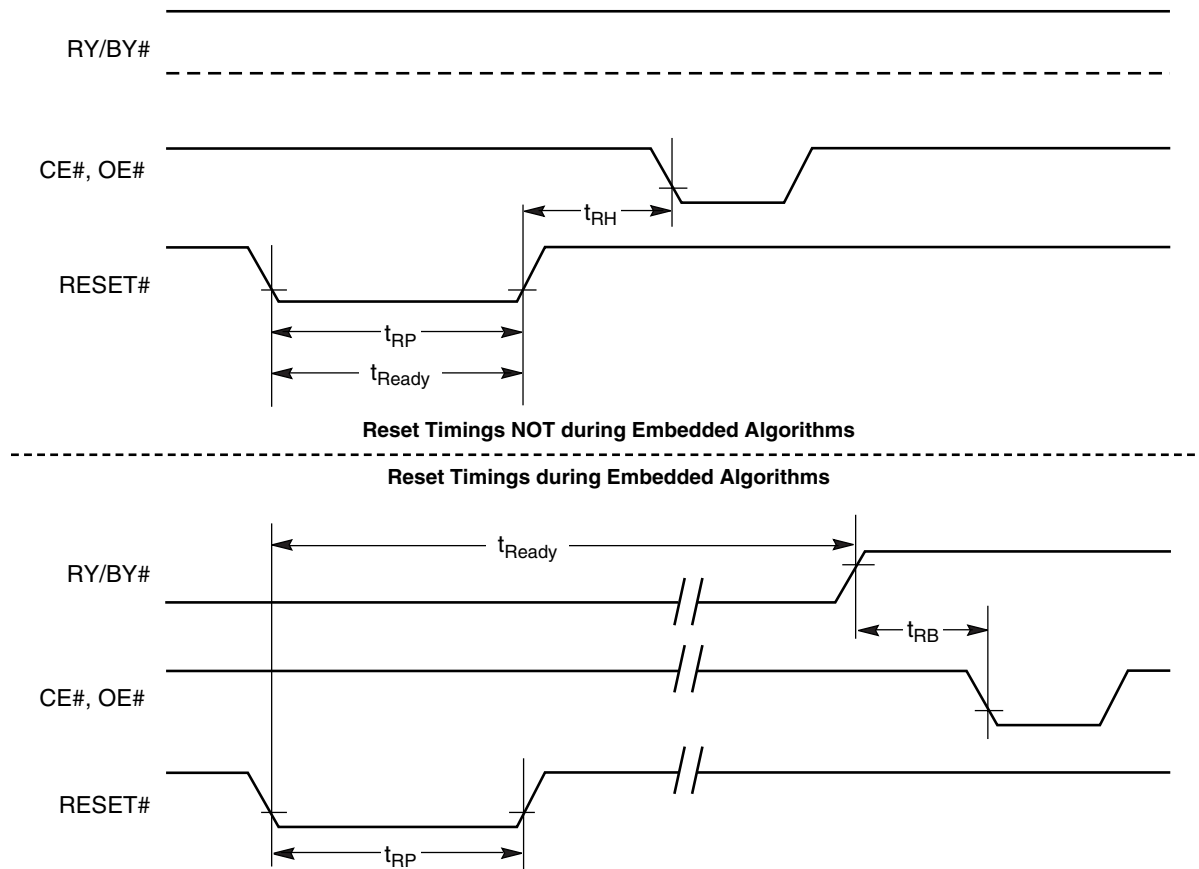 RY/BY#
CE#, OE#
tRH
RESET#
tRP
tReady
Reset Timings NOT during Embedded Algorithms
Reset Timings during Embedded Algorithms
tReady
RY/BY#
tRB
CE#, OE#
RESET#
tRP